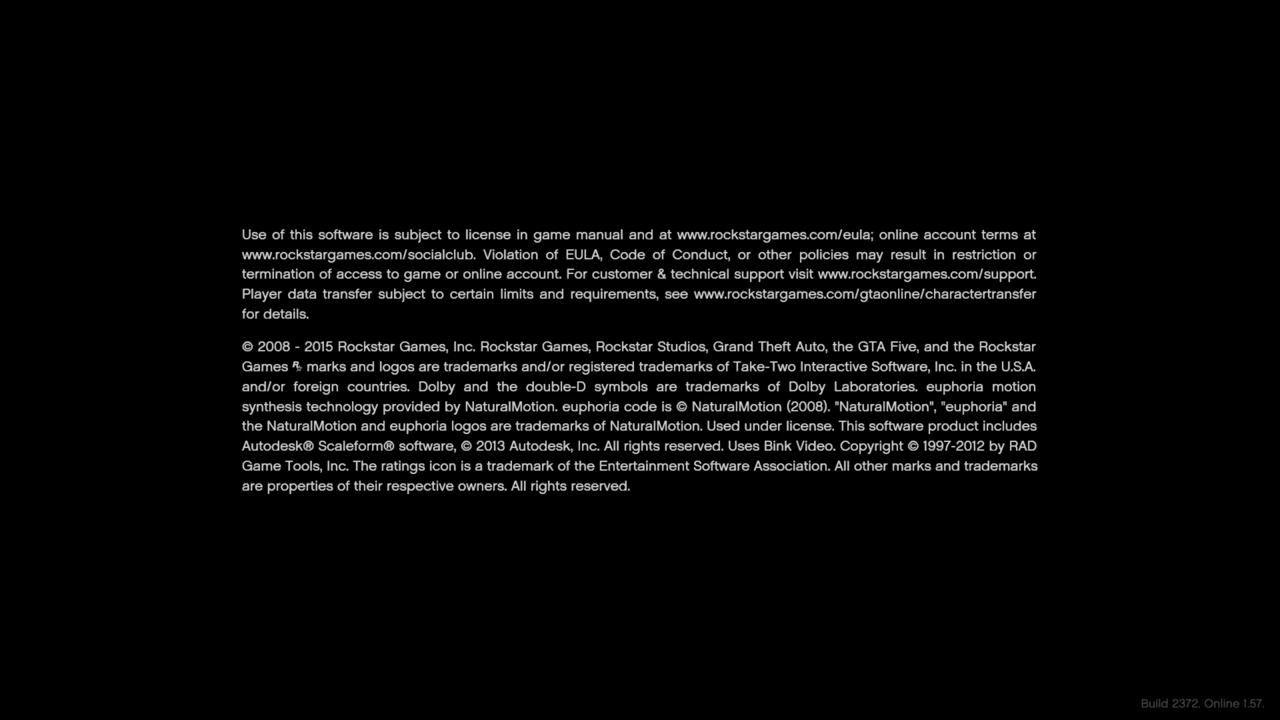 Use of this software is subject to license in game manual and at www.rockstargames.com/eula; online account terms at
www.rockstargames.com/socialclub. Violation of EULA, Code of Conduct, or other policies may result in restriction or
termination of access to game or online account. For customer & technical support visit www.rockstargames.com/support.
Player data transfer subject to certain limits and requirements, see www.rockstargames.com/gtaonline/charactertransfer
for details.
© 2008 - 2015 Rockstar Games, Inc. Rockstar Games, Rockstar Studios, Grand Theft Auto, the GTA Five, and the Rockstar
Games R* marks and logos are trademarks and/or registered trademarks of Take-Two Interactive Software, Inc. in the U.S.A.
and/or foreign countries. Dolby and the double-D symbols are trademarks of Dolby Laboratories. euphoria motion
synthesis technology provided by NaturalMotion. euphoria code is © NaturalMotion (2008). "NaturalMotion", "euphoria" and
the NaturalMotion and euphoria logos are trademarks of NaturalMotion. Used under license. This software product includes
Autodesk® Scaleform® software, © 2013 Autodesk, Inc. All rights reserved. Uses Bink Video. Copyright © 1997-2012 by RAD
Game Tools, Inc. The ratings icon is a trademark of the Entertainment Software Association. All other marks and trademarks
are properties of their respective owners. All rights reserved.
Build 2372. Online 1.57.